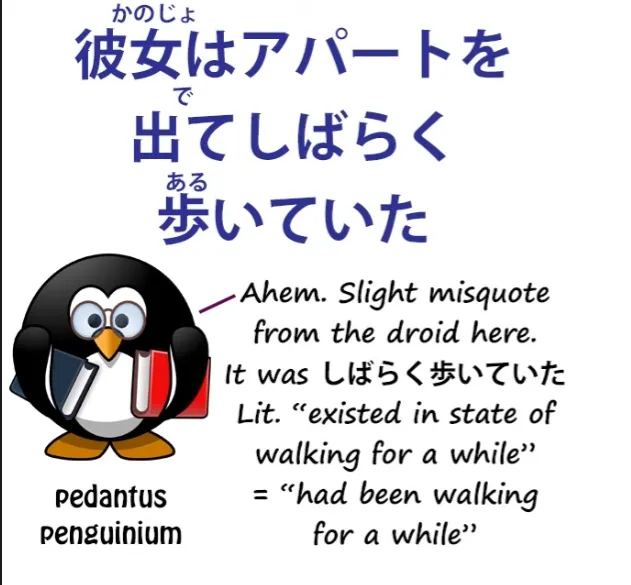 かのじょ
彼女はアパートを
で
出てしばらく
ある
歩いていた
Ahem. Slight misquote
from the droid here.
It was しばらく歩いていた
Lit. “existed in state of
walking for a while”
= “had been walking
for a while”
pedantus
penguinium